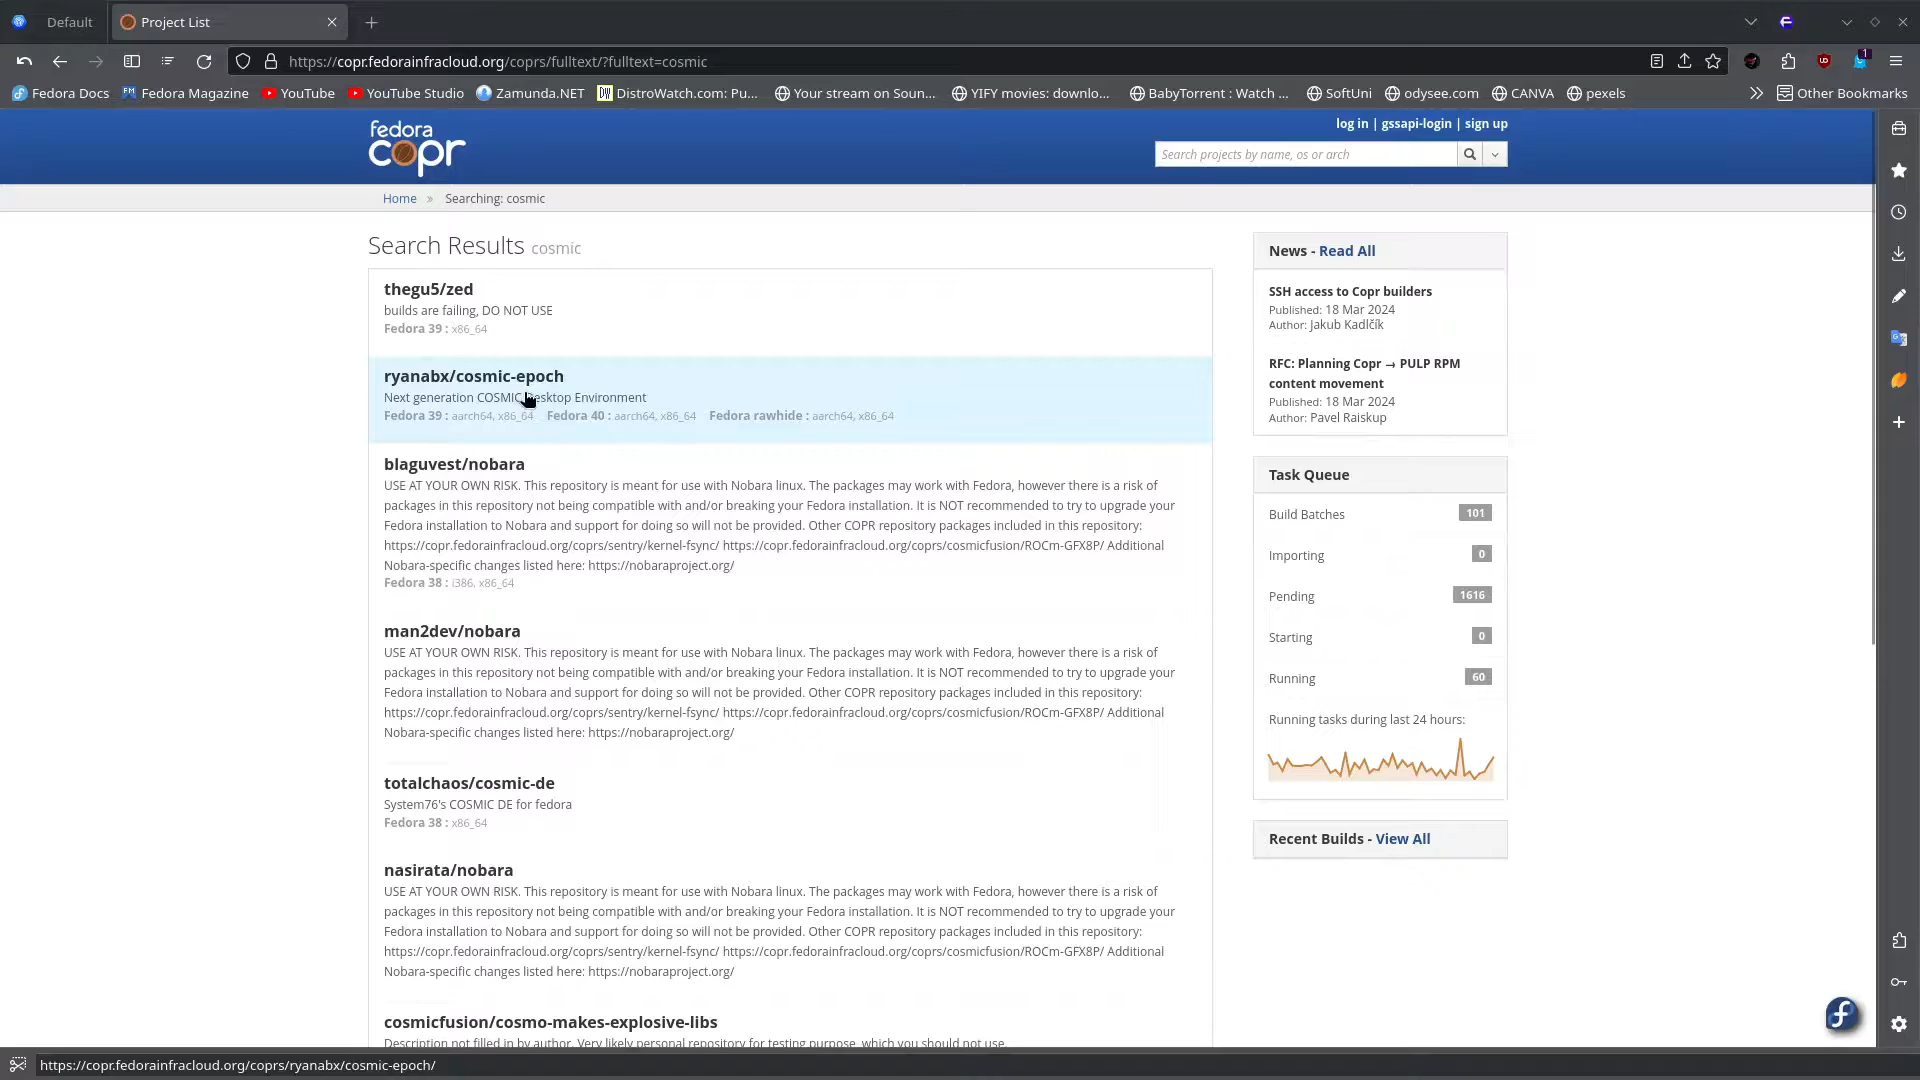 Default
Project List
https://copr.fedorainfracloud.org/coprs/fulltext/?fulltext=cosmic
1
Fedora Docs
Fedora Magazine
YouTube
YouTube Studio
Zamunda.NET
DistroWatch.com: Pu...
Your stream on Soun...
YIFY movies: downlo...
BabyTorrent : Watch ...
SoftUni
odysee.com
CANVA
pexels
Other Bookmarks
fedora
copr
log in | gssapi-login | sign up
Search projects by name, os or arch
Home » Searching: cosmic
Search Results cosmic
thegu5/zed
builds are failing, DO NOT USE
Fedora 39 : x86_64
ryanabx/cosmic-epoch
Next generation COSMIC Desktop Environment
Fedora 39 : aarch64, x86_64 Fedora 40 : aarch64, x86_64 Fedora rawhide : aarch64, x86_64
blaguvest/nobara
USE AT YOUR OWN RISK. This repository is meant for use with Nobara linux. The packages may work with Fedora, however there is a risk of
packages in this repository not being compatible with and/or breaking your Fedora installation. It is NOT recommended to try to upgrade your
Fedora installation to Nobara and support for doing so will not be provided. Other COPR repository packages included in this repository:
https://copr.fedorainfracloud.org/coprs/sentry/kernel-fsync/ https://copr.fedorainfracloud.org/coprs/cosmicfusion/ROCm-GFX8P/ Additional
Nobara-specific changes listed here: https://nobaraproject.org/
Fedora 38 : i386, x86_64
man2dev/nobara
USE AT YOUR OWN RISK. This repository is meant for use with Nobara linux. The packages may work with Fedora, however there is a risk of
packages in this repository not being compatible with and/or breaking your Fedora installation. It is NOT recommended to try to upgrade your
Fedora installation to Nobara and support for doing so will not be provided. Other COPR repository packages included in this repository:
https://copr.fedorainfracloud.org/coprs/sentry/kernel-fsync/ https://copr.fedorainfracloud.org/coprs/cosmicfusion/ROCm-GFX8P/ Additional
Nobara-specific changes listed here: https://nobaraproject.org/
totalchaos/cosmic-de
System76's COSMIC DE for fedora
Fedora 38 : x86_64
nasirata/nobara
USE AT YOUR OWN RISK. This repository is meant for use with Nobara linux. The packages may work with Fedora, however there is a risk of
packages in this repository not being compatible with and/or breaking your Fedora installation. It is NOT recommended to try to upgrade your
Fedora installation to Nobara and support for doing so will not be provided. Other COPR repository packages included in this repository:
https://copr.fedorainfracloud.org/coprs/sentry/kernel-fsync/ https://copr.fedorainfracloud.org/coprs/cosmicfusion/ROCm-GFX8P/ Additional
Nobara-specific changes listed here: https://nobaraproject.org/
cosmicfusion/cosmo-makes-explosive-libs
Description not filled in by author. Very likely personal repository for testing purpose, which you should not use.
News - Read All
SSH access to Copr builders
Published: 18 Mar 2024
Author: Jakub Kadlčík
RFC: Planning Copr → PULP RPM
content movement
Published: 18 Mar 2024
Author: Pavel Raiskup
Task Queue
Build Batches 101
Importing 0
Pending 1616
Starting 0
Running 60
Running tasks during last 24 hours:
Recent Builds - View All
https://copr.fedorainfracloud.org/coprs/ryanabx/cosmic-epoch/